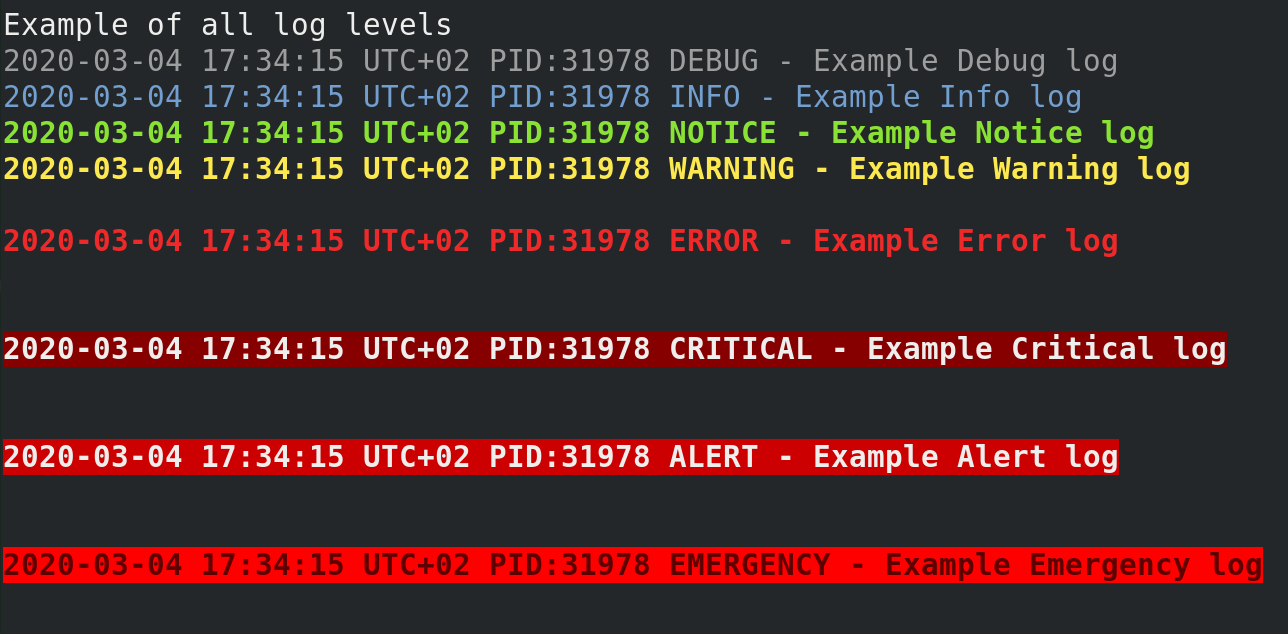 Example of all log levels
2020-03-04 17:34:15 UTC+02 PID:31978 DEBUG - Example Debug log
2020-03-04 17:34:15 UTC+02 PID:31978 INFO - Example Info log
2020-03-04 17:34:15 UTC+02 PID:31978 NOTICE - Example Notice log
2020-03-04 17:34:15 UTC+02 PID:31978 WARNING - Example Warning log
2020-03-04 17:34:15 UTC+02 PID:31978 ERROR - Example Error log
2020-03-04 17:34:15 UTC+02 PID:31978 CRITICAL - Example Critical log
2020-03-04 17:34:15 UTC+02 PID:31978 ALERT - Example Alert log
2020-03-04 17:34:15 UTC+02 PID:31978 EMERGENCY - Example Emergency log